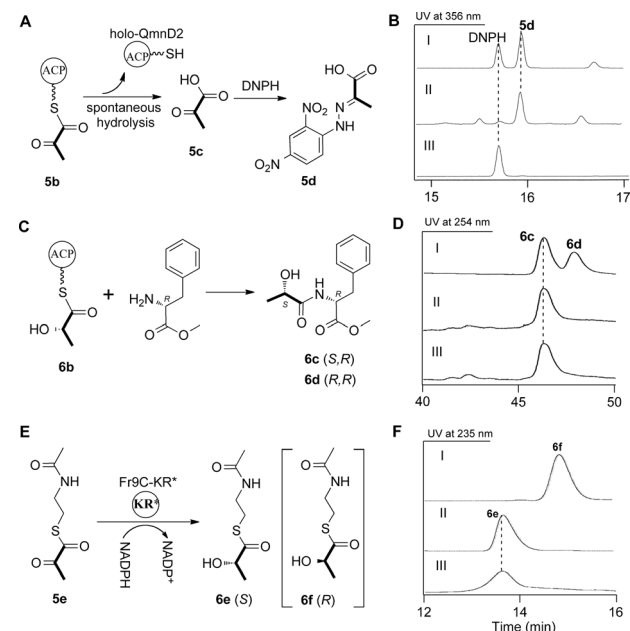 A
holo-QmnD2
ACP SH
ACP
S
O
spontaneous
hydrolysis
5b
HO O
O
5c
DNPH
HO O
N
NH
NO2
O2N
5d
B
UV at 356 nm
DNPH
5d
I
II
III
15 16 17
C
ACP
S
O
HO
6b
+
H2N
R
O O
OH
S
O
H
N
R
O O
6c (S,R)
6d (R,R)
D
UV at 254 nm
6c
6d
I
II
III
40 45 50
E
O
NH
S
O
O
5e
Fr9C-KR*
KR*
NADPH
NADP+
O
NH
S
O
HO
6e (S)
O
NH
S
O
HO
6f (R)
F
UV at 235 nm
6f
I
II
6e
III
12 14 16
Time (min)